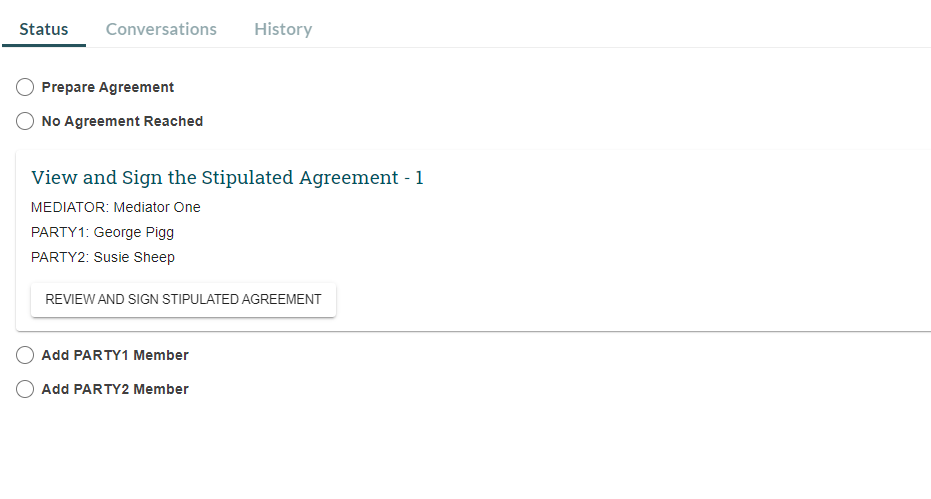 Status Conversations History
Prepare Agreement
No Agreement Reached
View and Sign the Stipulated Agreement - 1
MEDIATOR: Mediator One
PARTY1: George Pigg
PARTY2: Susie Sheep
REVIEW AND SIGN STIPULATED AGREEMENT
Add PARTY1 Member
Add PARTY2 Member